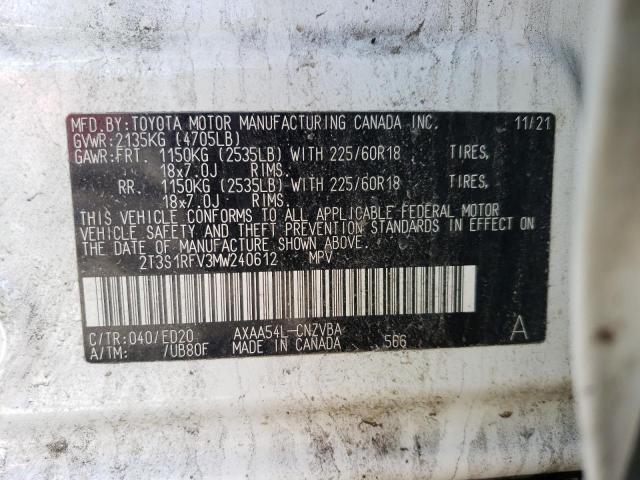 MFD.BY:TOYOTA MOTOR MANUFACTURING CANADA INC. 11/21
GVWR:2135KG (4705LB)
GAWR:FRT. 1150KG (2535LB) WITH 225/60R18 TIRES,
18x7.0J RIMS.
RR. 1150KG (2535LB) WITH 225/60R18 TIRES,
18x7.0J RIMS.
THIS VEHICLE CONFORMS TO ALL APPLICABLE FEDERAL MOTOR
VEHICLE SAFETY AND THEFT PREVENTION STANDARDS IN EFFECT ON
THE DATE OF MANUFACTURE SHOWN ABOVE.
2T3S1RFV3MW240612 MPV
C/TR:040/ED20 AXAA54L-CNZVBA A
A/TM: /UB80F MADE IN CANADA 566